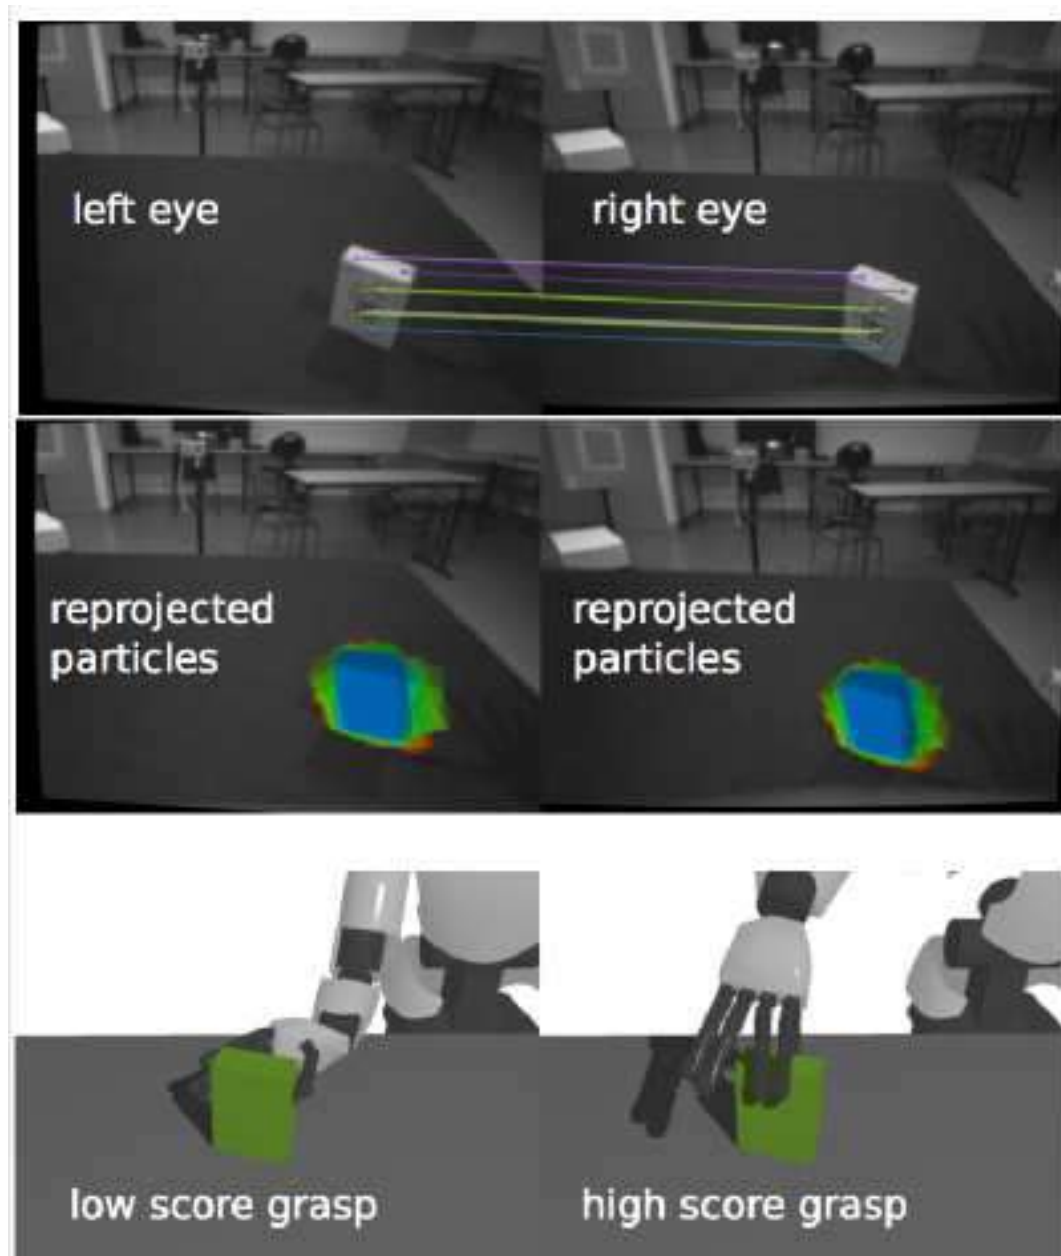 left eye
right eye
reprojected
particles
reprojected
particles
low score grasp
high score grasp